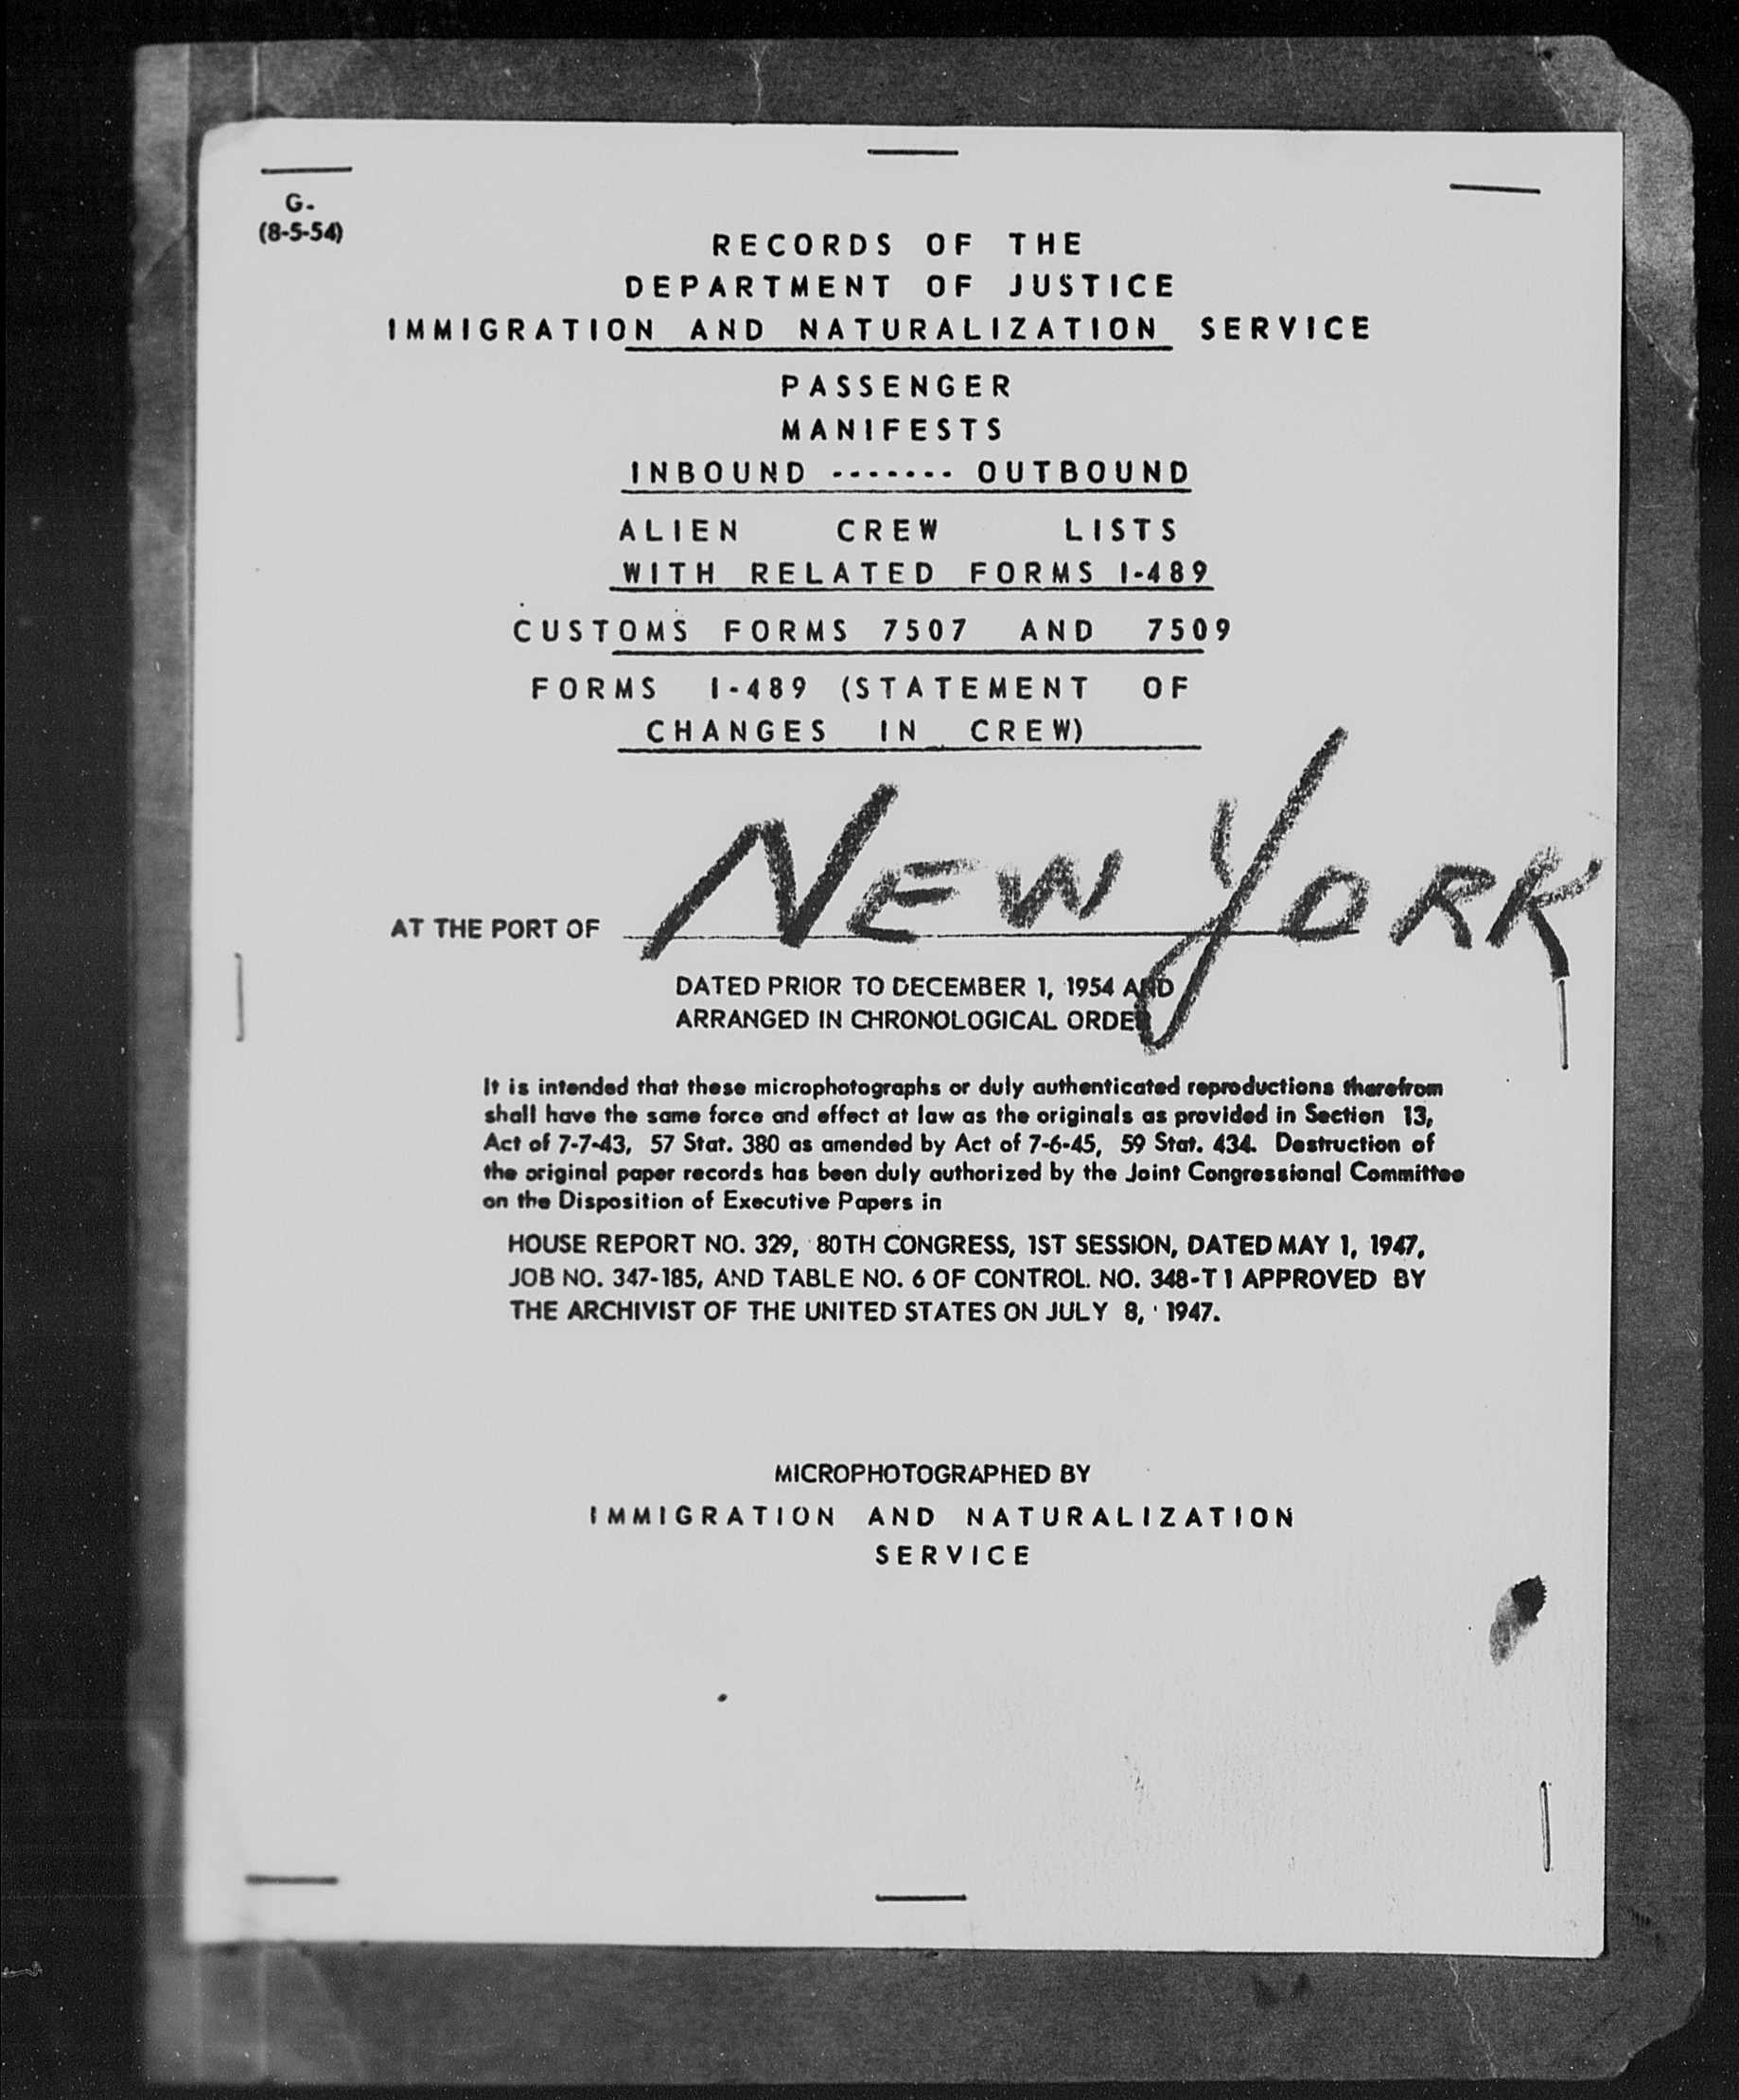 G-
(8-5-54)
RECORDS OF THE
DEPARTMENT OF JUSTICE
IMMIGRATION AND NATURALIZATION SERVICE
PASSENGER
MANIFESTS
INBOUND ------- OUTBOUND
ALIEN CREW LISTS
WITH RELATED FORMS I-489
CUSTOMS FORMS 7507 AND 7509
FORMS I-489 (STATEMENT OF
CHANGES IN CREW)
AT THE PORT OF NEW YORK
DATED PRIOR TO DECEMBER 1, 1954 AND
ARRANGED IN CHRONOLOGICAL ORDER
It is intended that these microphotographs or duly authenticated reproductions therefrom
shall have the same force and effect at law as the originals as provided in Section 13,
Act of 7-7-43, 57 Stat. 380 as amended by Act of 7-6-45, 59 Stat. 434. Destruction of
the original paper records has been duly authorized by the Joint Congressional Committee
on the Disposition of Executive Papers in
HOUSE REPORT NO. 329, 80TH CONGRESS, 1ST SESSION, DATED MAY 1, 1947,
JOB NO. 347-185, AND TABLE NO. 6 OF CONTROL. NO. 348-T1 APPROVED BY
THE ARCHIVIST OF THE UNITED STATES ON JULY 8, 1947.
MICROPHOTOGRAPHED BY
IMMIGRATION AND NATURALIZATION
SERVICE